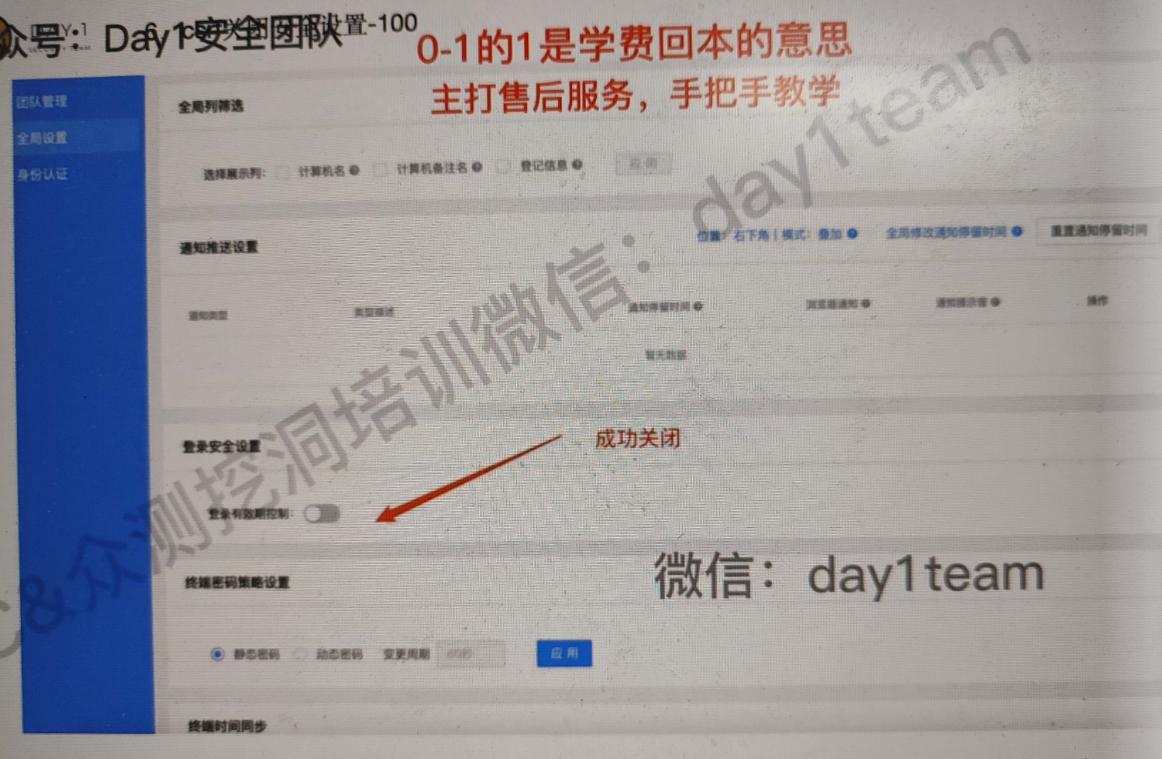 众号：Day1安全团队
设置-100
0-1的1是学费回本的意思
主打售后服务，手把手教学
团队管理
全局设置
身份认证
全局列筛选
选择展示列： 计算机名 计算机备注名 登记信息 应用
通知推送设置
位置：右下角 | 模式：叠加 全局修改通知停留时间 重置通知停留时间
通知类型 类型描述 通知停留时间 浏览器通知 通知提示音 操作
暂无数据
登录安全设置
成功关闭
登录有效期控制：
终端密码策略设置
静态密码 动态密码 变更周期 60秒 应用
终端时间同步
微信：day1team
C&众测挖洞培训微信：day1team